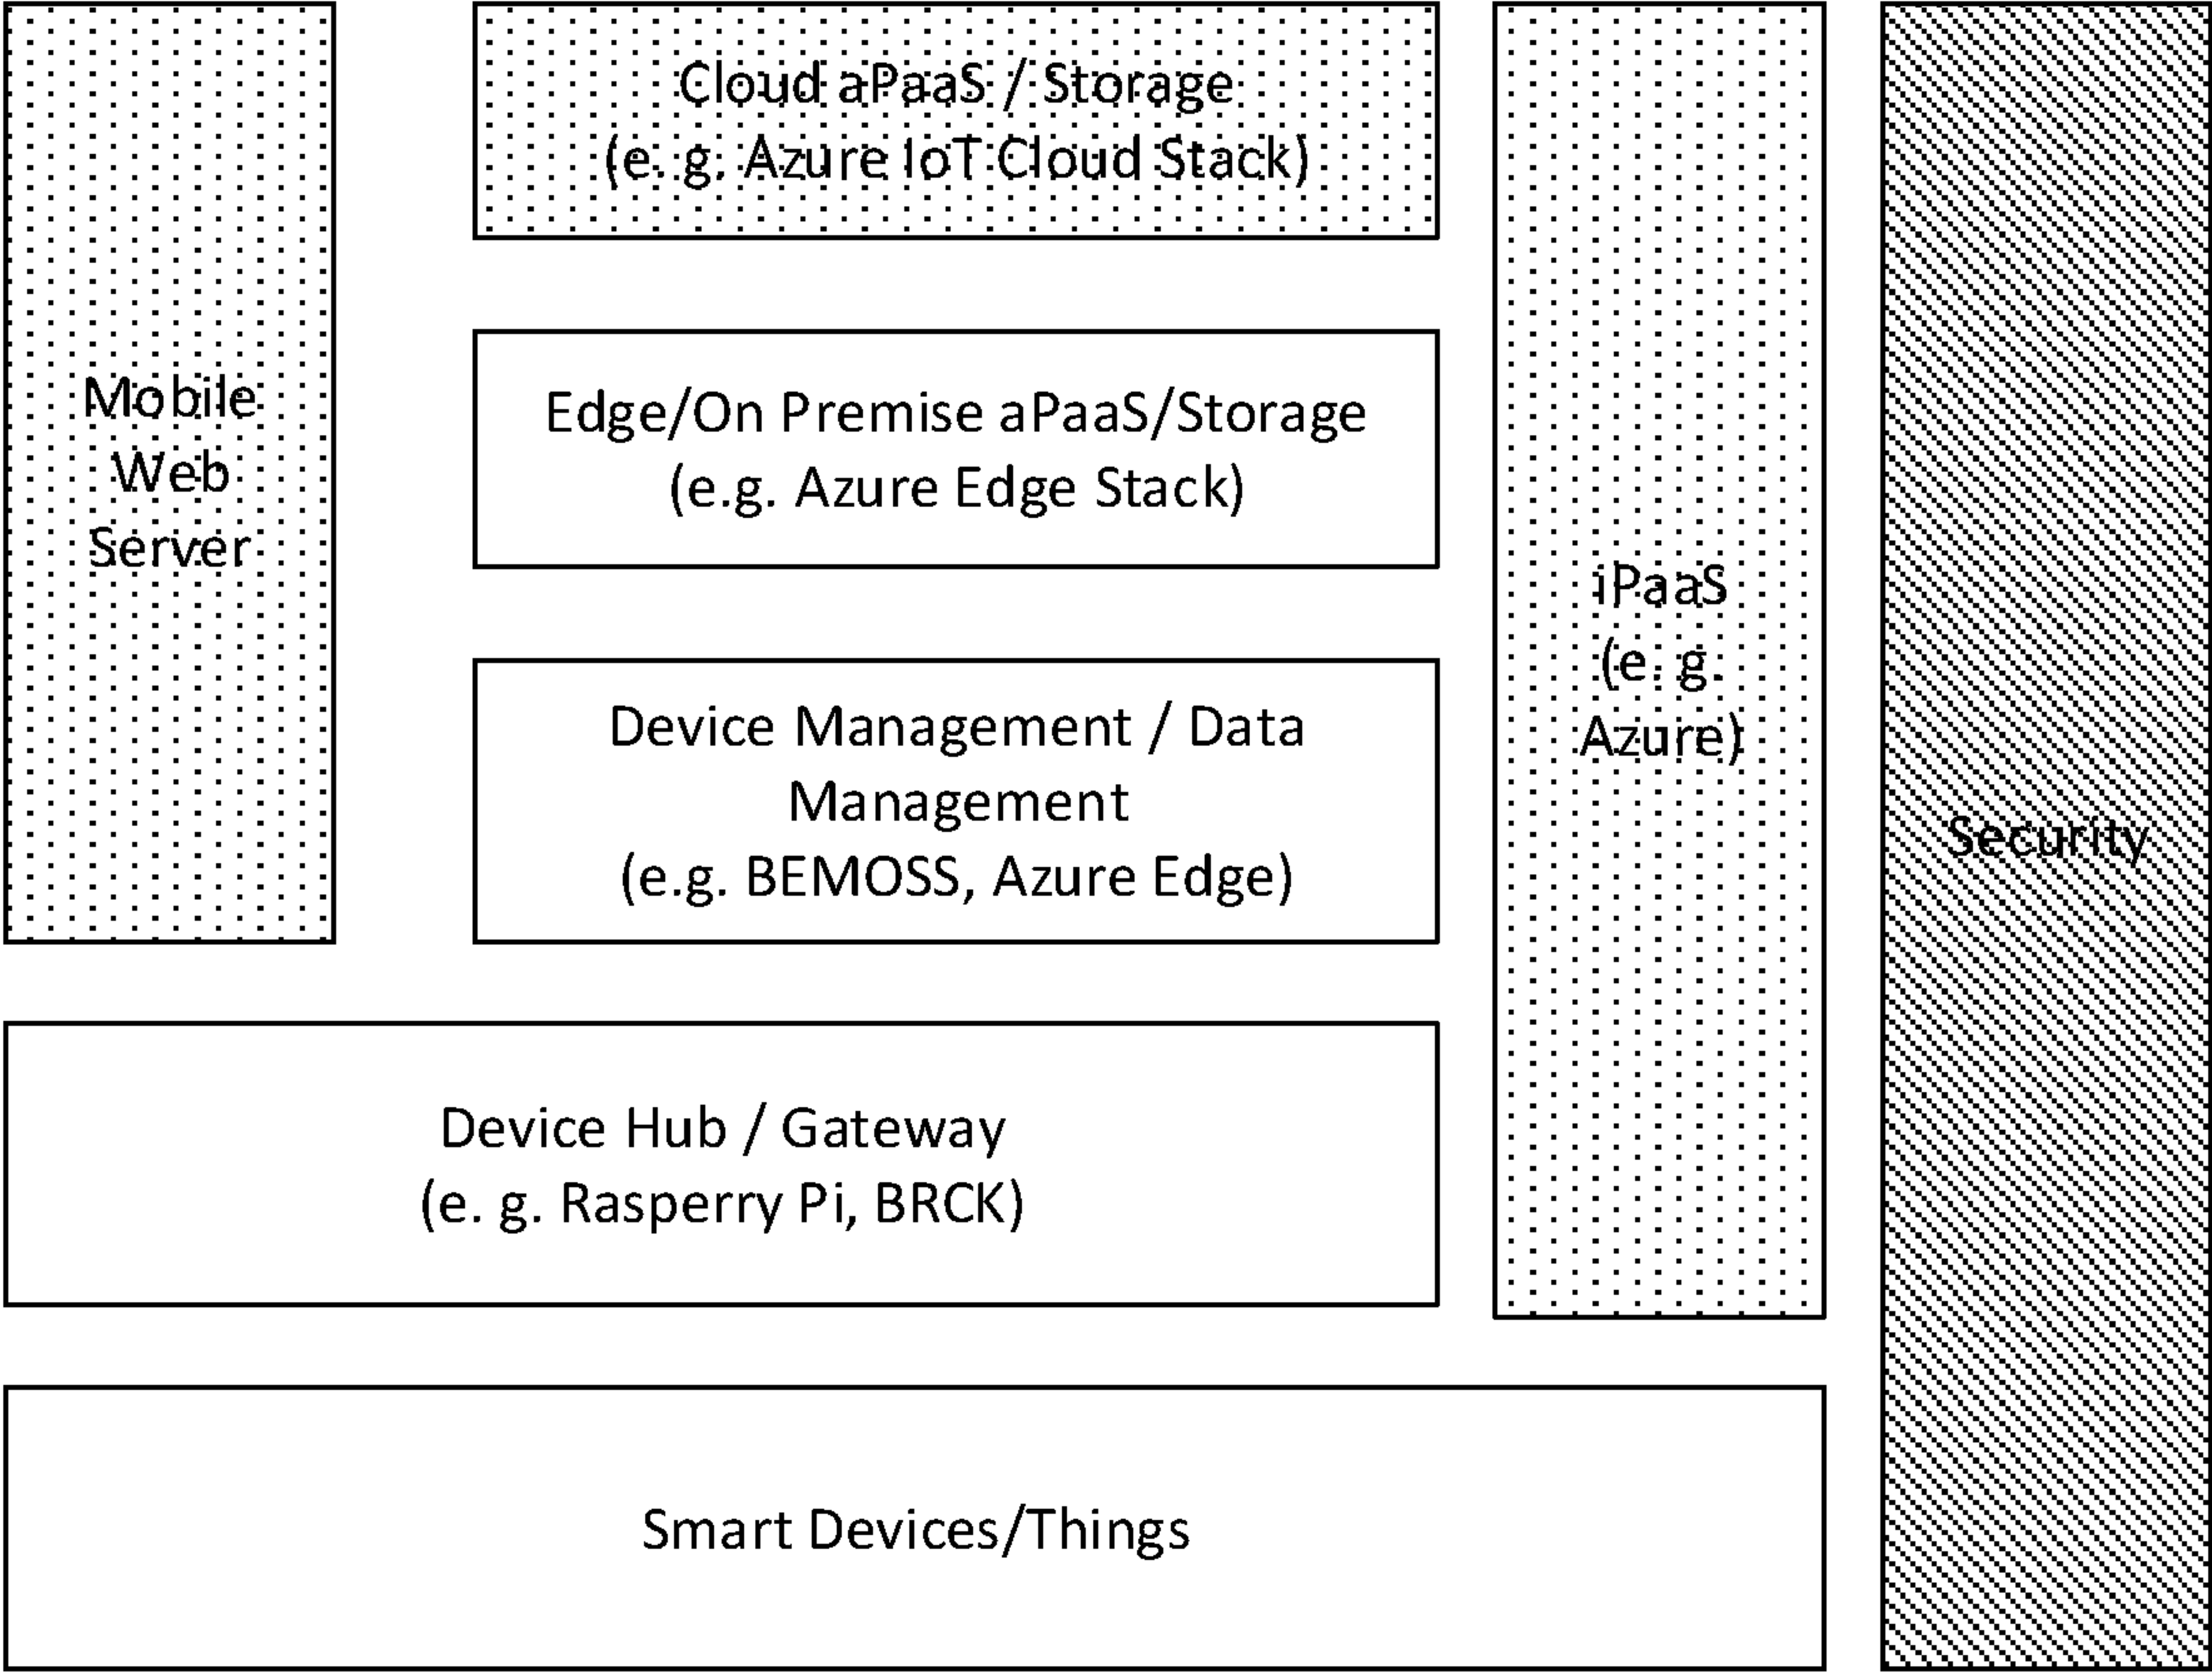 Cloud aPaaS / Storage
(e. g. Azure IoT Cloud Stack)
Mobile
Web
Server
Edge/On Premise aPaaS/Storage
(e.g. Azure Edge Stack)
iPaaS
(e. g.
Azure)
Device Management / Data
Management
(e.g. BEMOSS, Azure Edge)
Security
Device Hub / Gateway
(e. g. Rasperry Pi, BRCK)
Smart Devices/Things